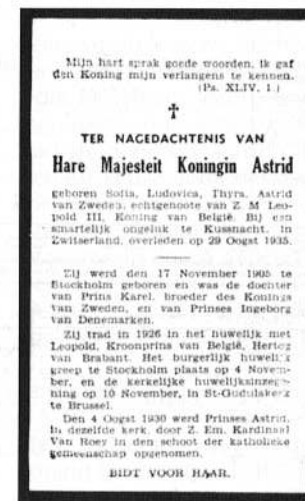 Mijn hart sprak goede woorden, ik gaf
den Koning mijn verlangens te kennen.
(Ps. XLIV, 1.)
✝
TER NAGEDACHTENIS VAN
Hare Majesteit Koningin Astrid
geboren Sofia, Ludovica, Thyra, Astrid
van Zweden, echtgenoote van Z. M. Leo-
pold III, Koning van België. Bij een
smartelijk ongeluk te Kussnacht, in
Zwitserland, overleden op 29 Oogst 1935.
Zij werd den 17 November 1905 te
Stockholm geboren en was de dochter
van Prins Karel, broeder des Konings
van Zweden, en van Prinses Ingeborg
van Denemarken.
Zij trad in 1926 in het huwelijk met
Leopold, Kroonprins van België, Hertog
van Brabant. Het burgerlijk huwelijk
greep te Stockholm plaats op 4 Novem-
ber, en de kerkelijke huwelijksinzege-
ning op 10 November, in St-Gudulakerk
te Brussel.
Den 4 Oogst 1930 werd Prinses Astrid,
in dezelfde kerk, door Z. Em. Kardinaal
Van Roey in den schoot der katholieke
gemeenschap opgenomen.
BIDT VOOR HAAR.